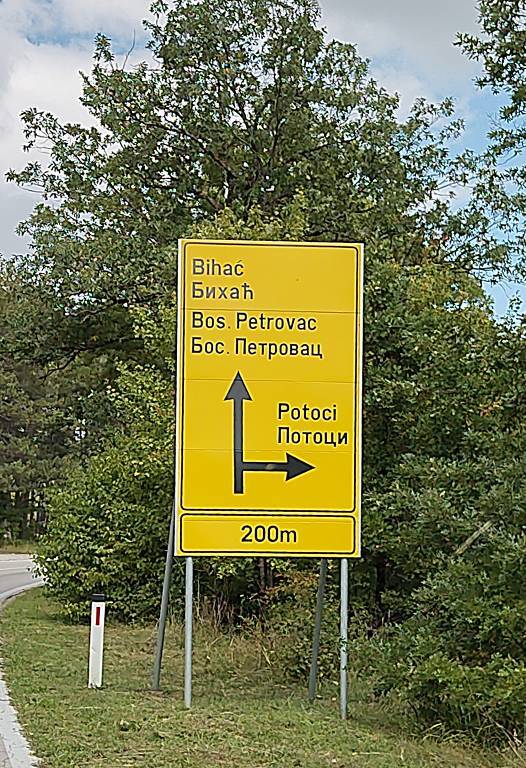 Bihać
Бихаћ
Bos. Petrovac
Бос. Петровац
Potoci
Потоци
200m